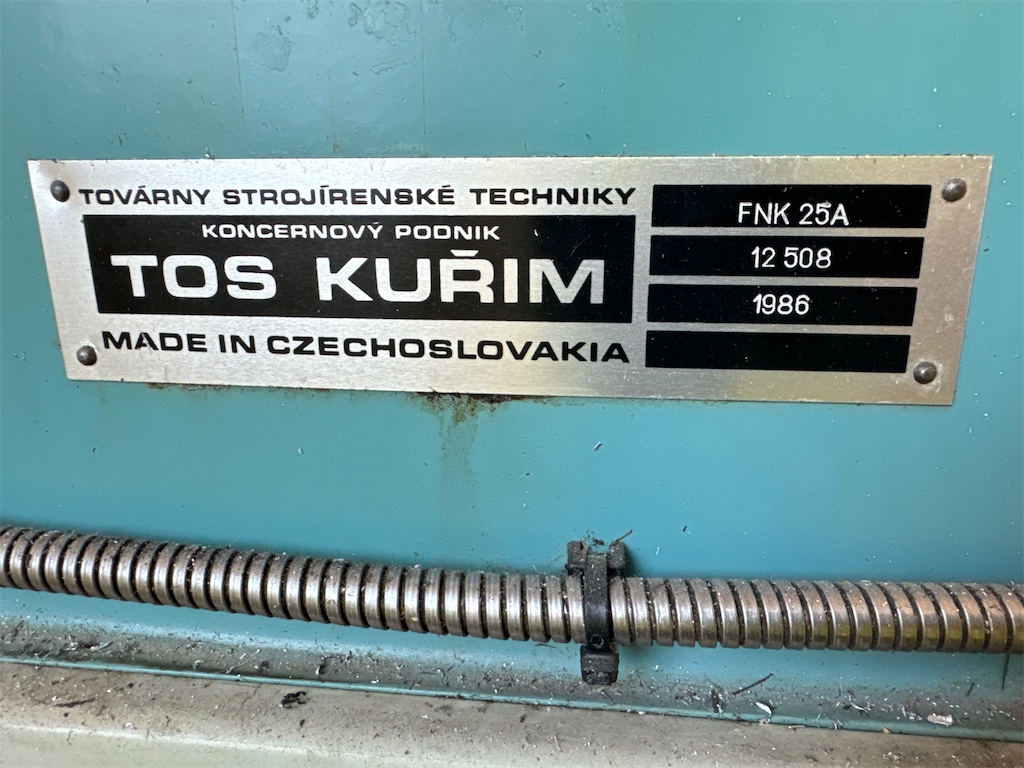 TOVÁRNY STROJÍRENSKÉ TECHNIKY
KONCERNOVÝ PODNIK
TOS KUŘIM
MADE IN CZECHOSLOVAKIA
FNK 25A
12 508
1986